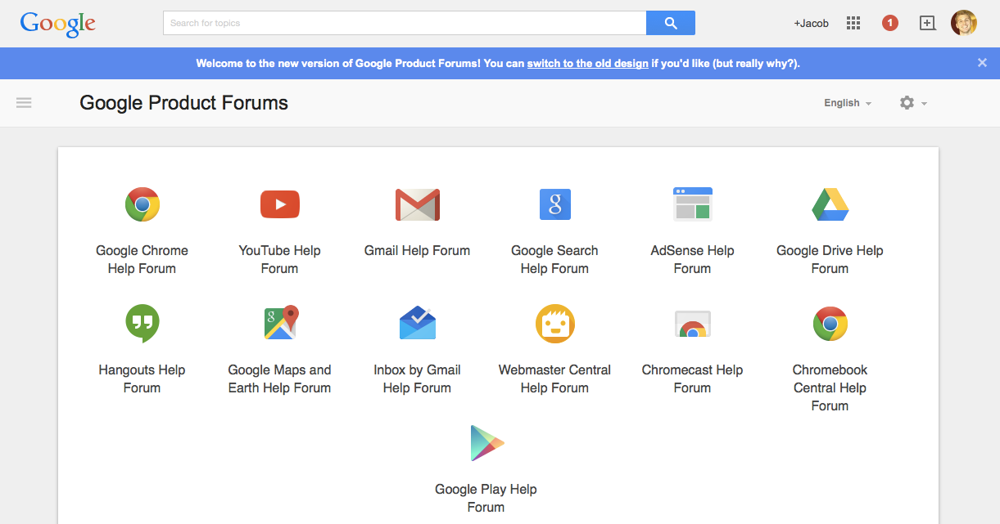 Google
Search for topics
+Jacob
1
Welcome to the new version of Google Product Forums! You can switch to the old design if you'd like (but really why?).
Google Product Forums
English
g
Google Chrome
Help Forum
YouTube Help
Forum
Gmail Help Forum
Google Search
Help Forum
AdSense Help
Forum
Google Drive Help
Forum
g
Hangouts Help
Forum
Google Maps and
Earth Help Forum
Inbox by Gmail
Help Forum
Webmaster Central
Help Forum
Chromecast Help
Forum
Chromebook
Central Help
Forum
Google Play Help
Forum